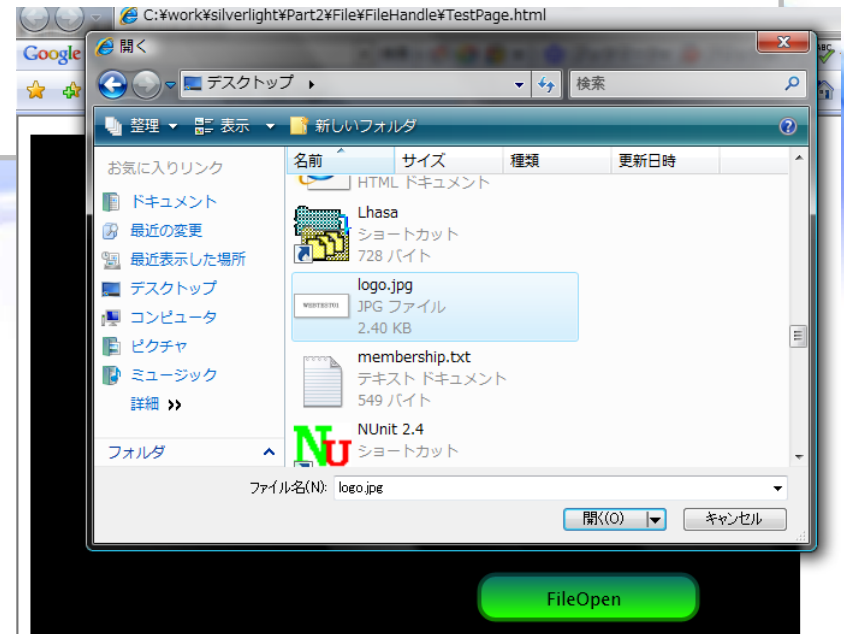 C:¥work¥silverlight¥Part2¥File¥FileHandle¥TestPage.html
Google
開く
デスクトップ
検索
整理 表示 新しいフォルダ
お気に入りリンク
ドキュメント
最近の変更
最近表示した場所
デスクトップ
コンピュータ
ピクチャ
ミュージック
詳細 »
フォルダ
名前 サイズ 種類 更新日時
HTML ドキュメント
Lhasa
ショートカット
728 バイト
WEBTEST01
logo.jpg
JPG ファイル
2.40 KB
membership.txt
テキスト ドキュメント
549 バイト
NU
NUnit 2.4
ショートカット
ファイル名(N): logo.jpg
開く(O) キャンセル
FileOpen